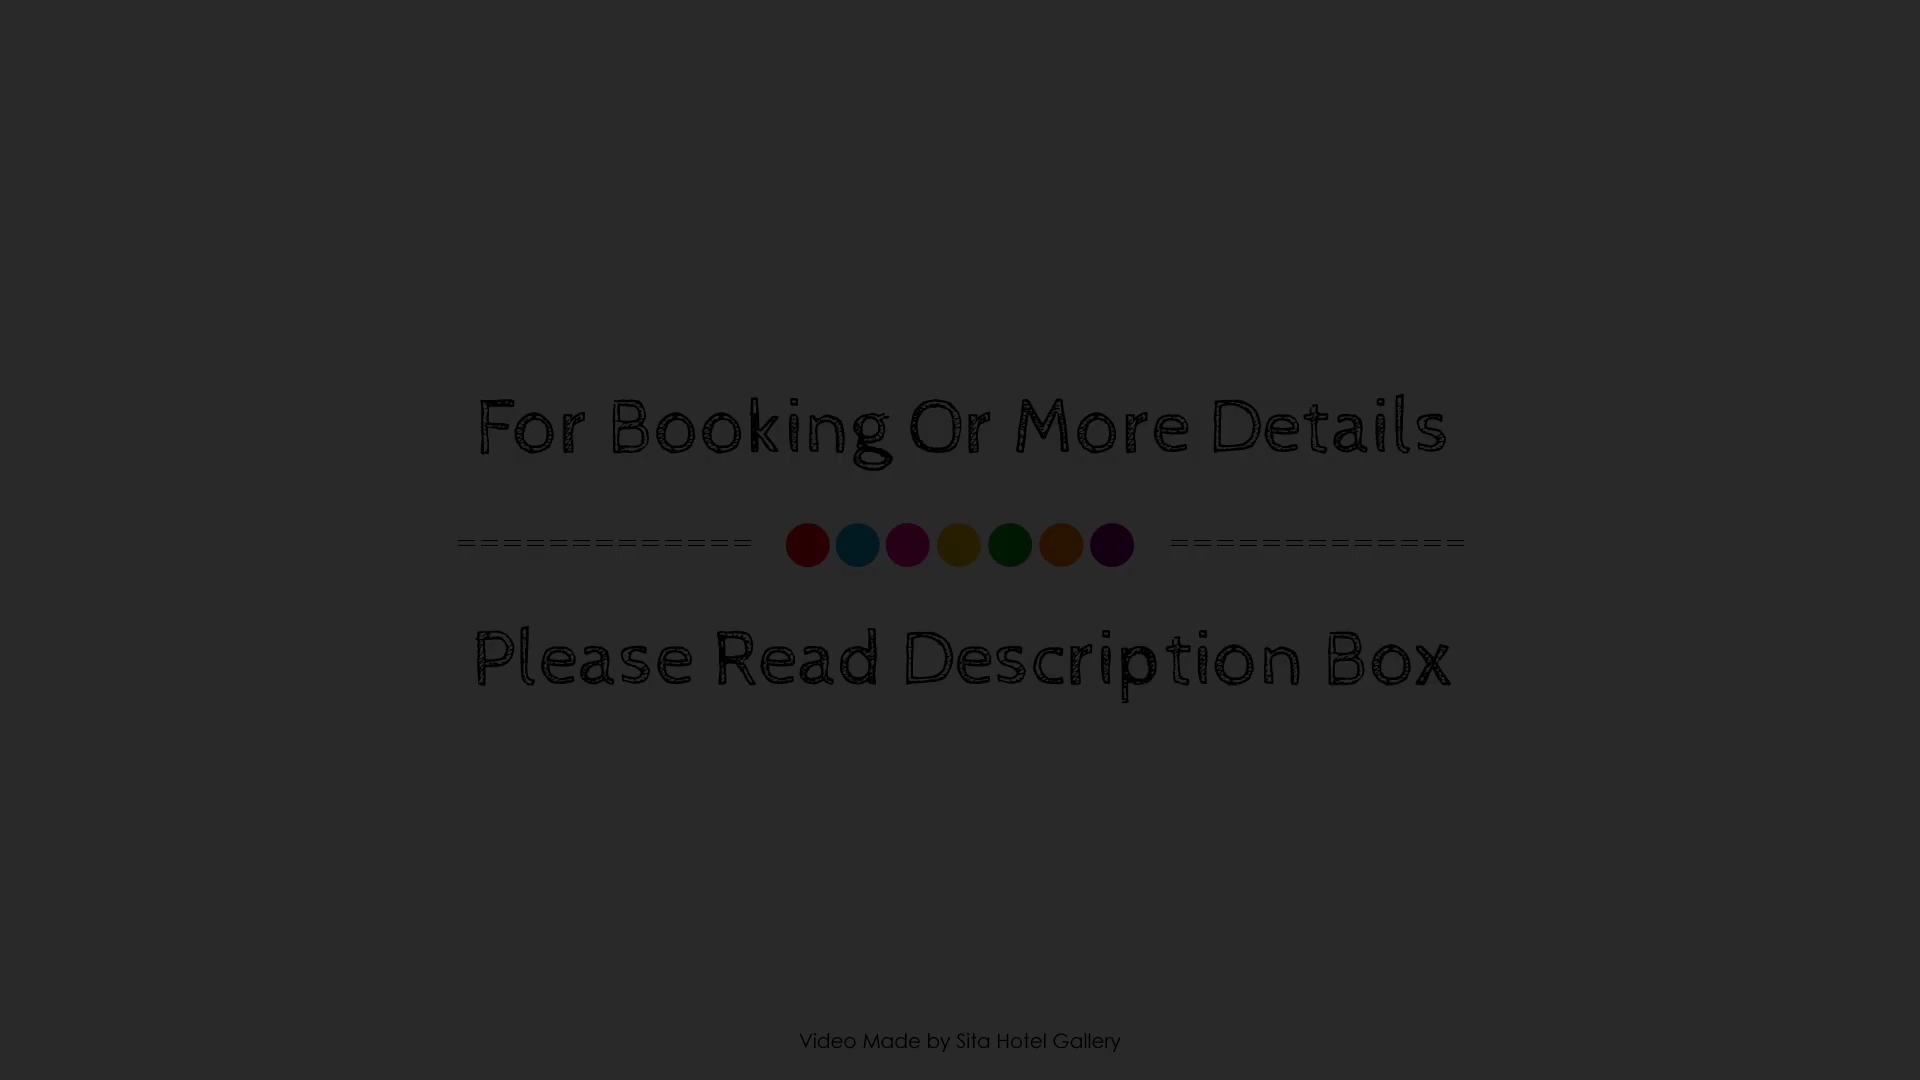 For Booking Or More Details
============= =============
Please Read Description Box
Video Made by Sita Hotel Gallery